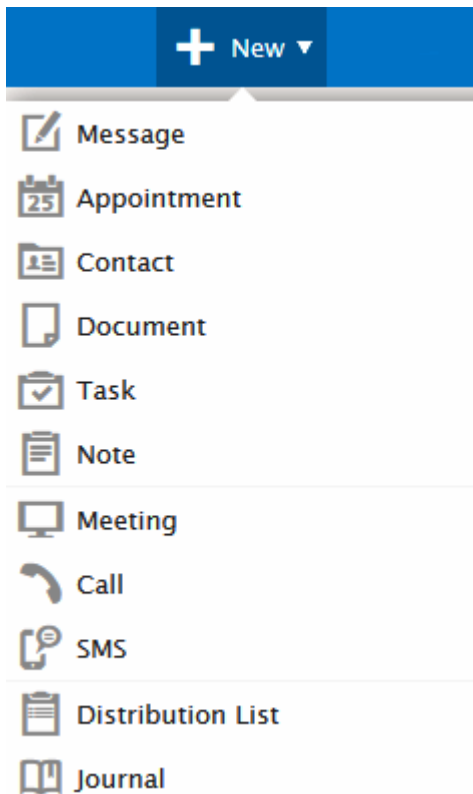 New
Message
25
Appointment
Contact
Document
Task
Note
Meeting
Call
SMS
Distribution List
Journal